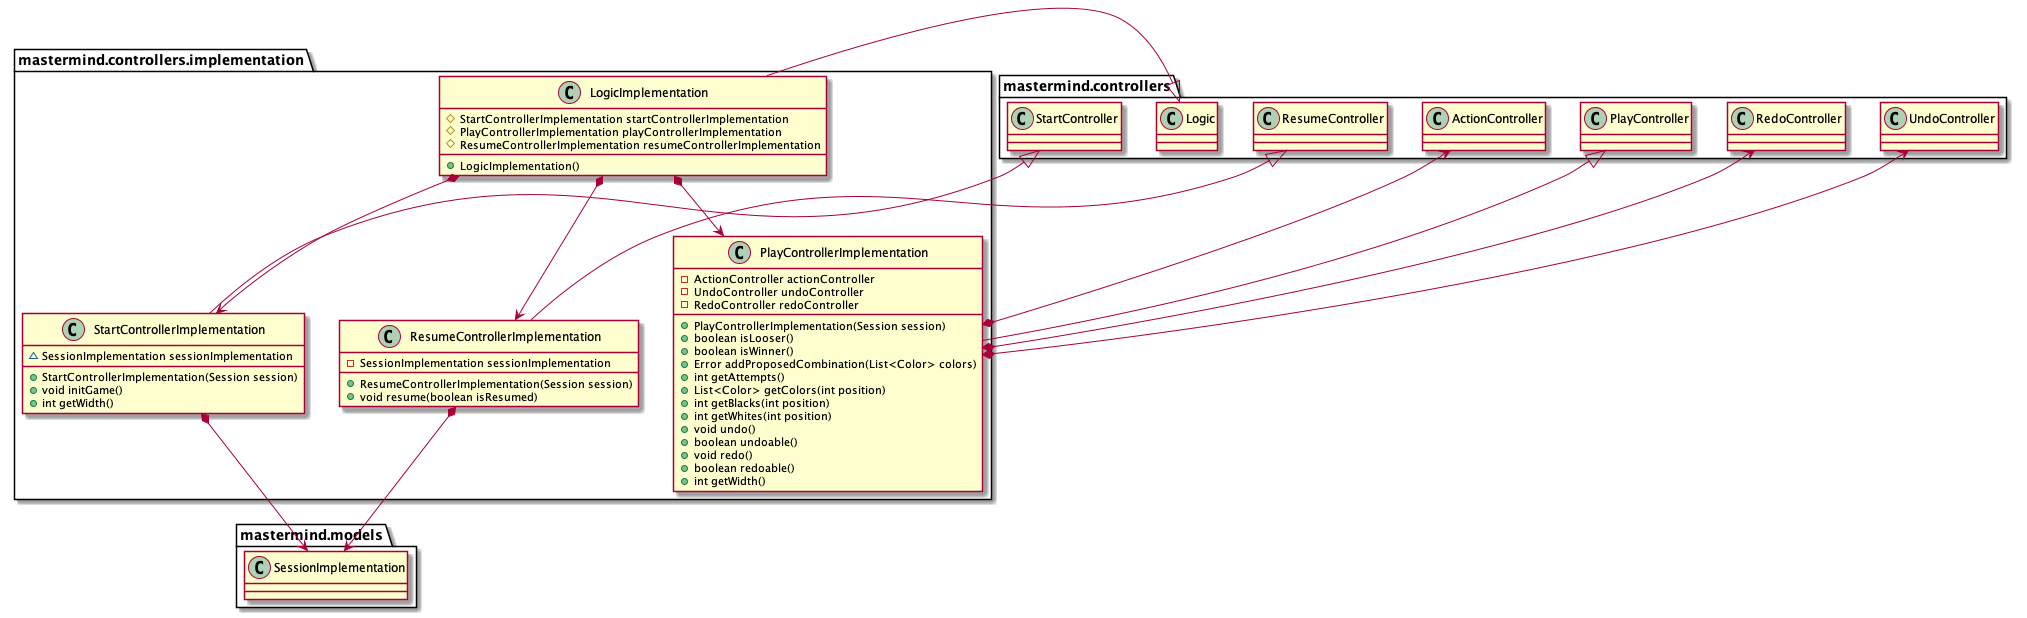 mastermind.controllers.implementation
C LogicImplementation
StartControllerImplementation startControllerImplementation
PlayControllerImplementation playControllerImplementation
ResumeControllerImplementation resumeControllerImplementation
LogicImplementation()
mastermind.controllers
C StartController
C Logic
C ResumeController
C ActionController
C PlayController
C RedoController
C UndoController
C PlayControllerImplementation
ActionController actionController
UndoController undoController
RedoController redoController
PlayControllerImplementation(Session session)
boolean isLooser()
boolean isWinner()
Error addProposedCombination(List<Color> colors)
int getAttempts()
List<Color> getColors(int position)
int getBlacks(int position)
int getWhites(int position)
void undo()
boolean undoable()
void redo()
boolean redoable()
int getWidth()
C StartControllerImplementation
SessionImplementation sessionImplementation
StartControllerImplementation(Session session)
void initGame()
int getWidth()
C ResumeControllerImplementation
SessionImplementation sessionImplementation
ResumeControllerImplementation(Session session)
void resume(boolean isResumed)
mastermind.models
C SessionImplementation